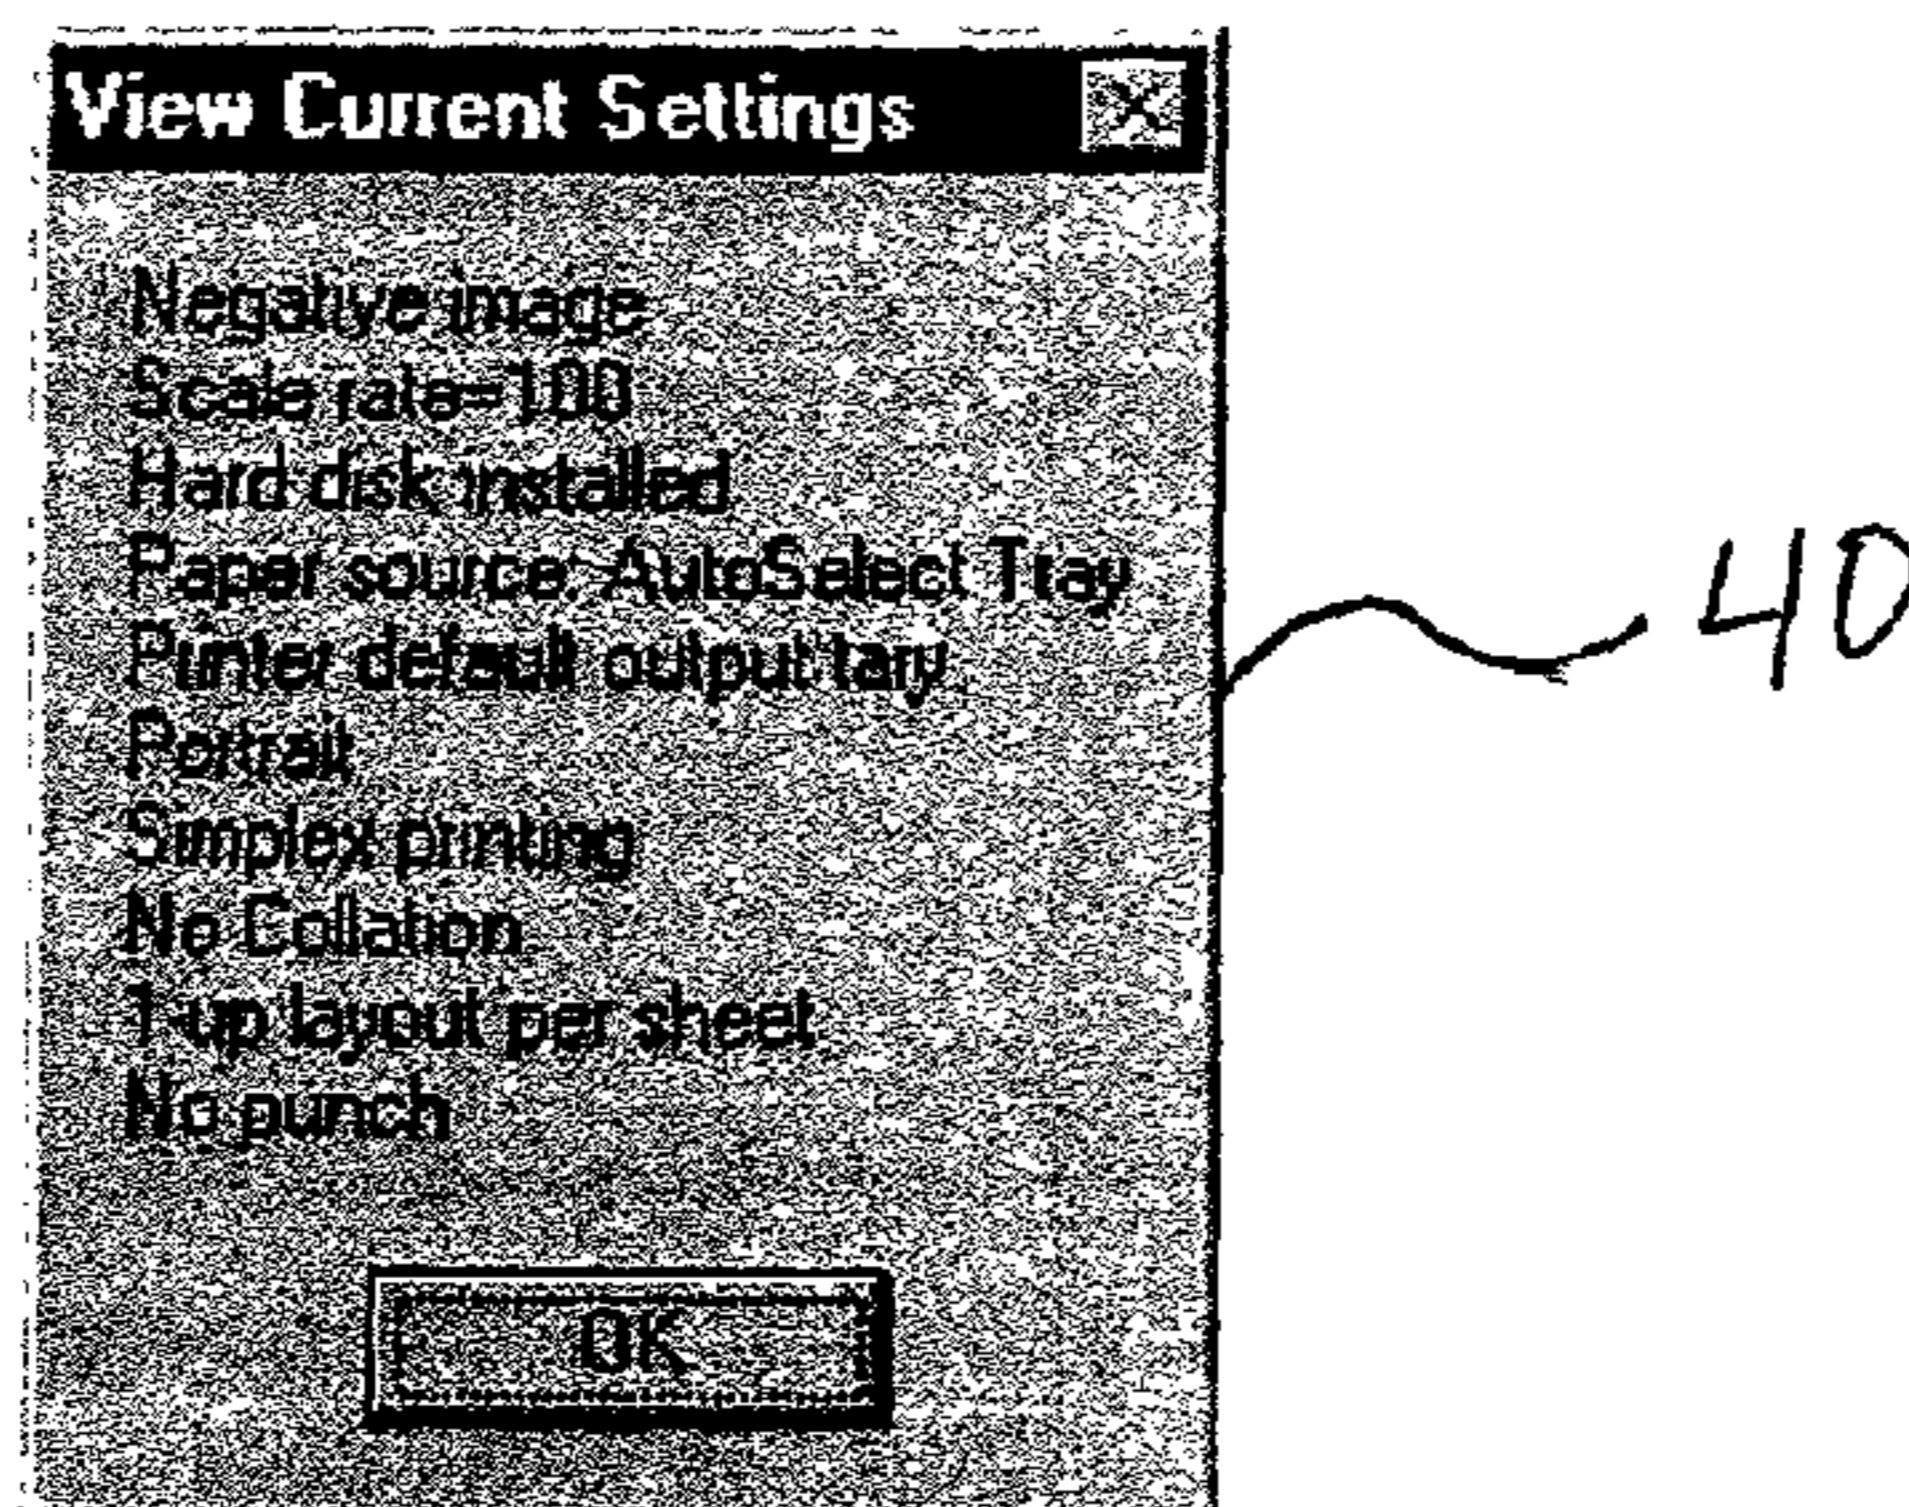 View Current Settings
Negative image
Scale rate=100
Hard disk installed
Paper source: AutoSelect Tray
Printer default output tary
Portrait
Simplex printing
No Collation
1-up layout per sheet
No punch
OK
40